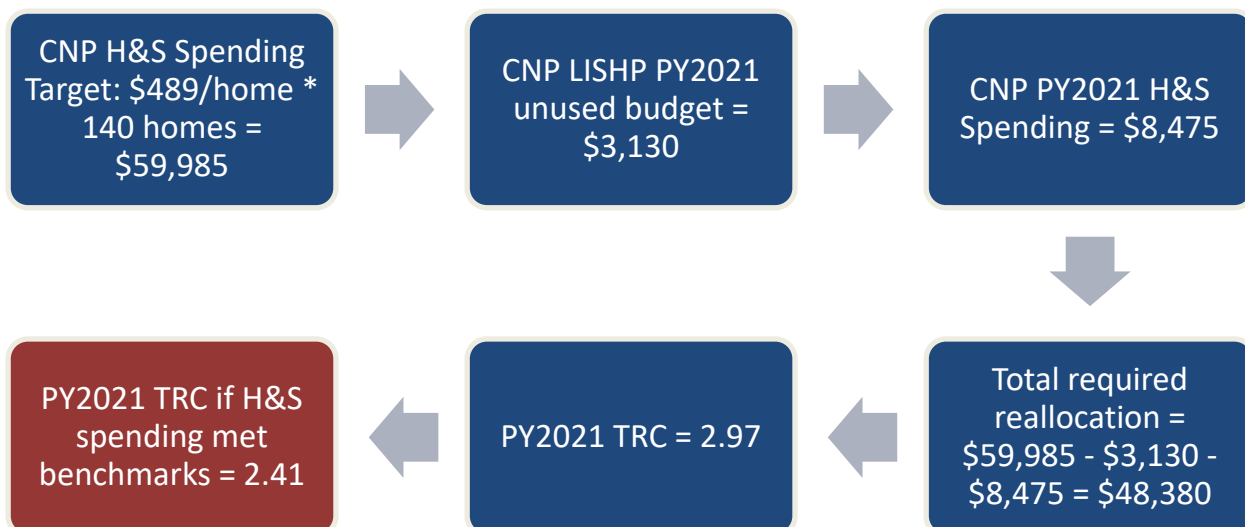 CNP H&S Spending
Target: $489/home *
140 homes =
$59,985
CNP LISHP PY2021
unused budget =
$3,130
CNP PY2021 H&S
Spending = $8,475
Total required
reallocation =
$59,985 - $3,130 -
$8,475 = $48,380
PY2021 TRC = 2.97
PY2021 TRC if H&S
spending met
benchmarks = 2.41